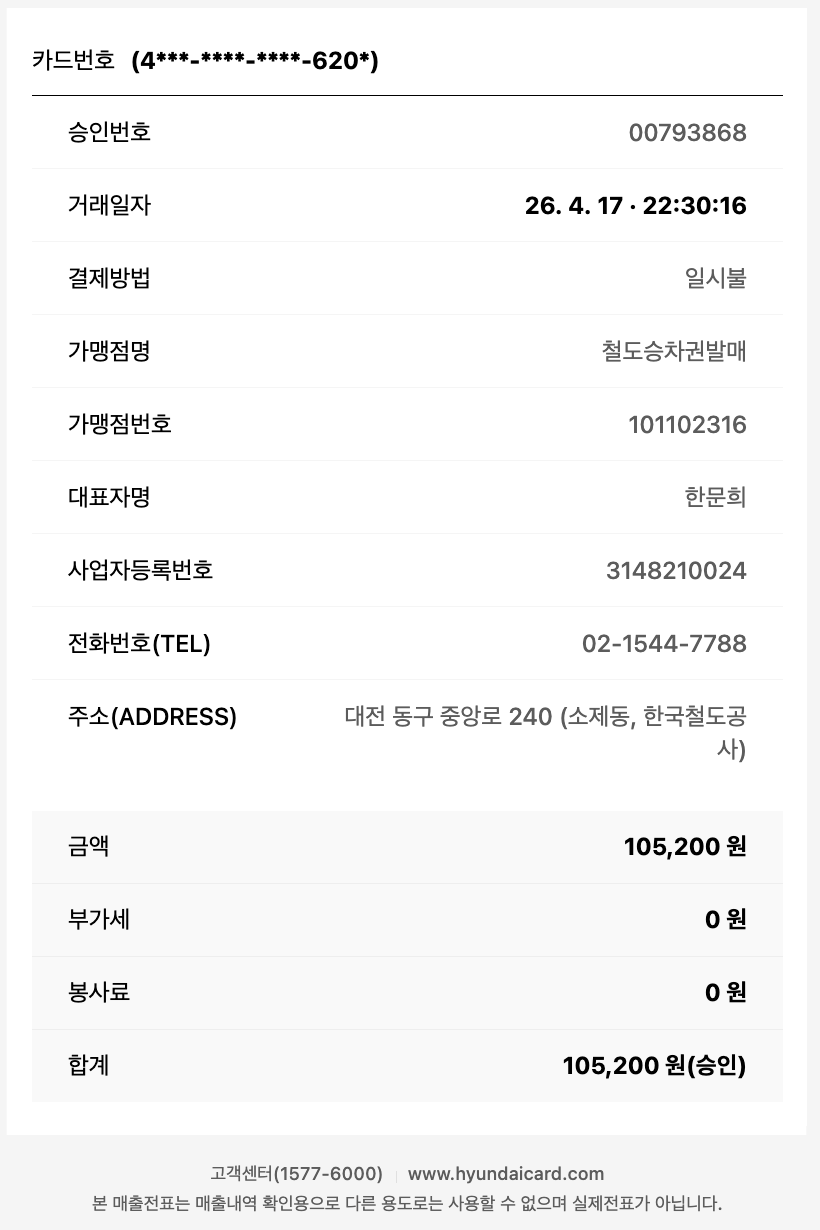 카드번호 (4***-****-****-620*)
승인번호 00793868
거래일자 26. 4. 17 · 22:30:16
결제방법 일시불
가맹점명 철도승차권발매
가맹점번호 101102316
대표자명 한문희
사업자등록번호 3148210024
전화번호(TEL) 02-1544-7788
주소(ADDRESS) 대전 동구 중앙로 240 (소제동, 한국철도공
사)
금액 105,200 원
부가세 0 원
봉사료 0 원
합계 105,200 원(승인)
고객센터(1577-6000) www.hyundaicard.com
본 매출전표는 매출내역 확인용으로 다른 용도로는 사용할 수 없으며 실제전표가 아닙니다.